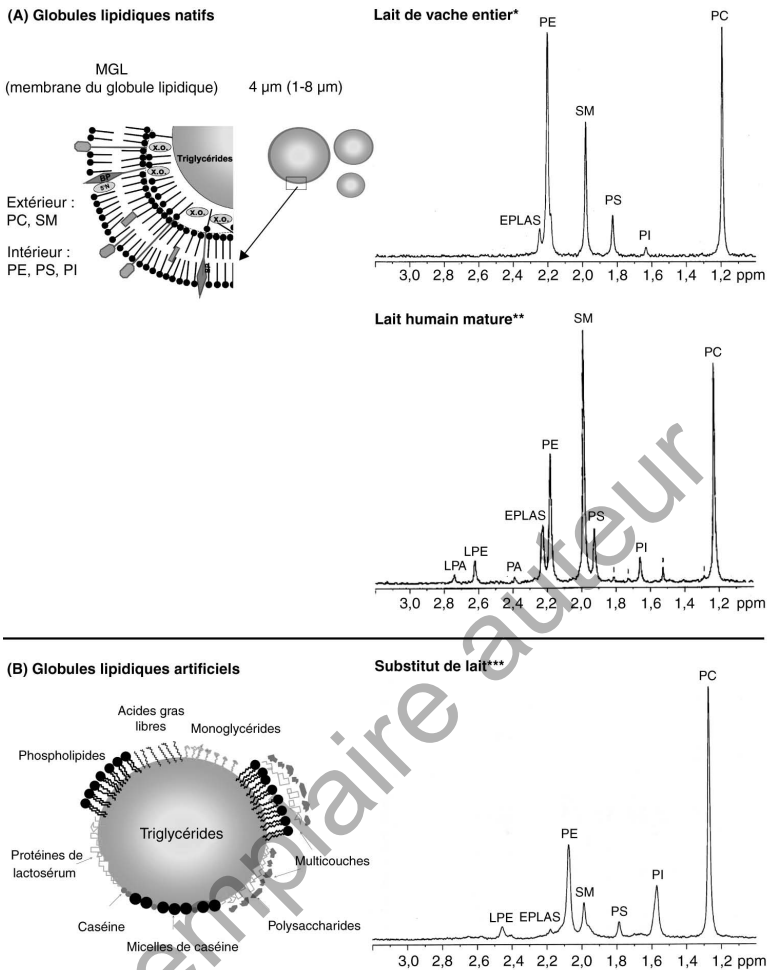 (A) Globules lipidiques natifs
MGL
(membrane du globule lipidique)
4 µm (1-8 µm)
Triglycérides
X.O.
X.O.
X.O.
X.O.
BP
5'N
BP
Extérieur :
PC, SM
Intérieur :
PE, PS, PI
Lait de vache entier*
EPLAS
PE
SM
PS
PI
PC
3,0 2,8 2,6 2,4 2,2 2,0 1,8 1,6 1,4 1,2 ppm
Lait humain mature**
LPA
LPE
PA
EPLAS
PE
SM
PS
PI
PC
3,0 2,8 2,6 2,4 2,2 2,0 1,8 1,6 1,4 1,2 ppm
(B) Globules lipidiques artificiels
Acides gras
libres
Monoglycérides
Phospholipides
Triglycérides
Protéines de
lactosérum
Multicouches
Caséine
Polysaccharides
Micelles de caséine
Substitut de lait***
LPE
EPLAS
PE
SM
PS
PI
PC
3,0 2,8 2,6 2,4 2,2 2,0 1,8 1,6 1,4 1,2 ppm
emplaire auteur